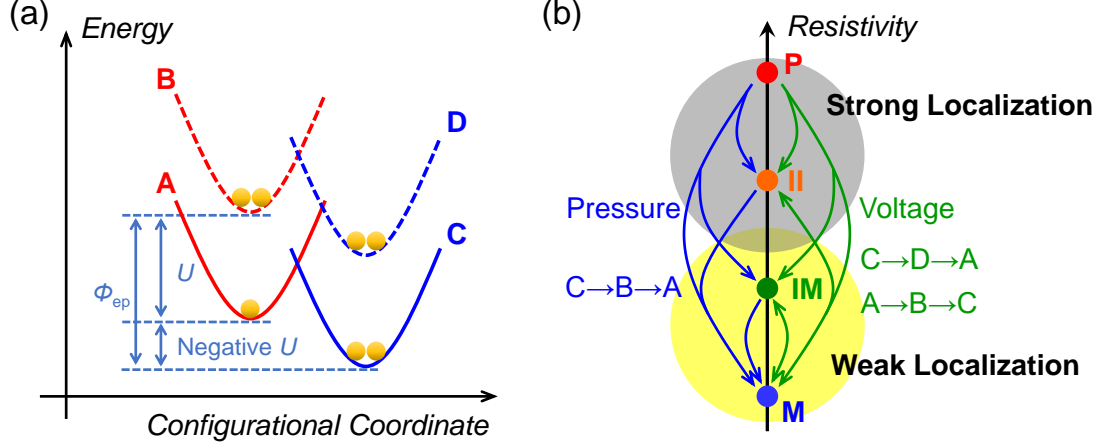 (a)
Energy
B
D
A
C
U
Φep
Negative U
Configurational Coordinate
(b)
Resistivity
P
Strong Localization
II
Pressure
Voltage
C→D→A
C→B→A
IM
A→B→C
Weak Localization
M